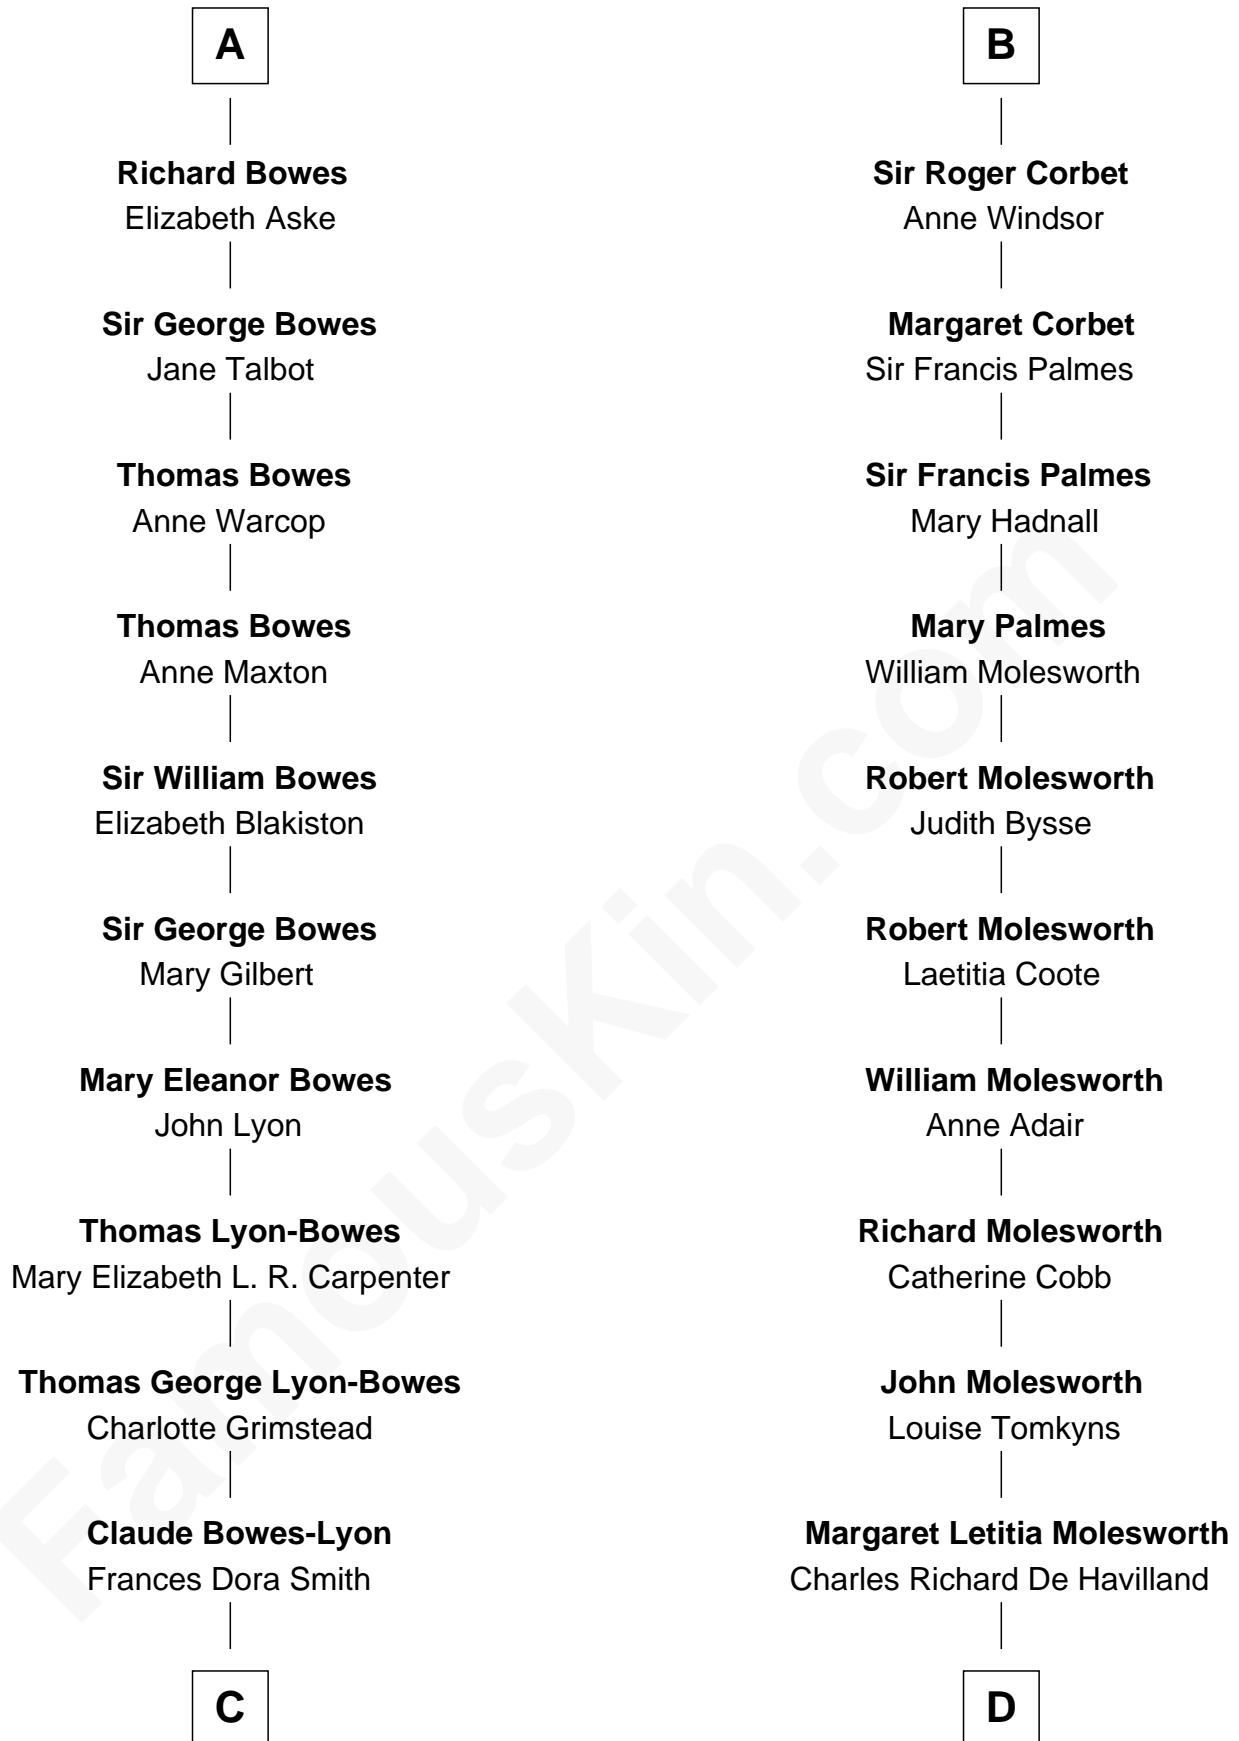 A
Richard Bowes
Elizabeth Aske
Sir George Bowes
Jane Talbot
Thomas Bowes
Anne Warcop
Thomas Bowes
Anne Maxton
Sir William Bowes
Elizabeth Blakiston
Sir George Bowes
Mary Gilbert
Mary Eleanor Bowes
John Lyon
Thomas Lyon-Bowes
Mary Elizabeth L. R. Carpenter
Thomas George Lyon-Bowes
Charlotte Grimstead
Claude Bowes-Lyon
Frances Dora Smith
C
B
Sir Roger Corbet
Anne Windsor
Margaret Corbet
Sir Francis Palmes
Sir Francis Palmes
Mary Hadnall
Mary Palmes
William Molesworth
Robert Molesworth
Judith Bysse
Robert Molesworth
Laetitia Coote
William Molesworth
Anne Adair
Richard Molesworth
Catherine Cobb
John Molesworth
Louise Tomkyns
Margaret Letitia Molesworth
Charles Richard De Havilland
D
FamousKin.com